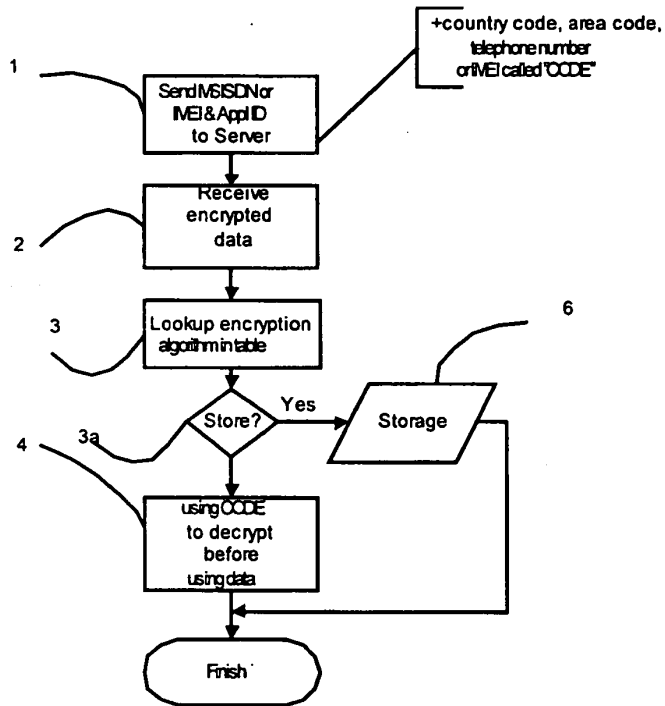 +country code, area code,
telephone number
or IMEI called "CODE"
1
Send MSISDN or
IMEI & Appl ID
to Server
Receive
encrypted
data
2
3
Lookup encryption
algorithm in table
6
Store?
Yes
Storage
3a
4
using CODE
to decrypt
before
using data
Finish